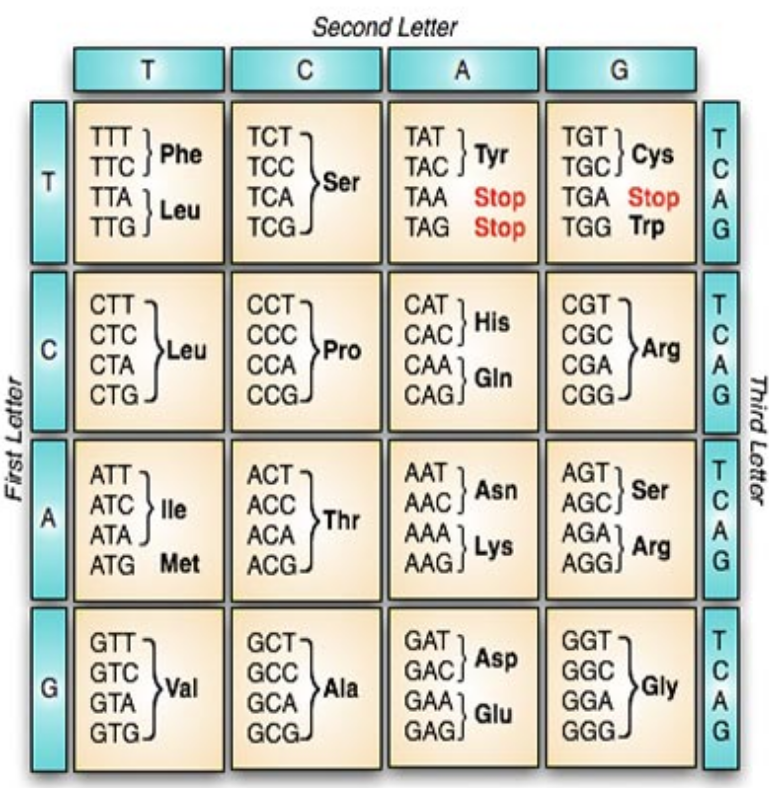 Second Letter
T C A G
First Letter
T
TTT
TTC
Phe
TTA
TTG
Leu
TCT
TCC
TCA
TCG
Ser
TAT
TAC
Tyr
TAA Stop
TAG Stop
TGT
TGC
Cys
TGA Stop
TGG Trp
T
C
A
G
C
CTT
CTC
CTA
CTG
Leu
CCT
CCC
CCA
CCG
Pro
CAT
CAC
His
CAA
CAG
Gln
CGT
CGC
CGA
CGG
Arg
T
C
A
G
A
ATT
ATC
ATA
Ile
ATG Met
ACT
ACC
ACA
ACG
Thr
AAT
AAC
Asn
AAA
AAG
Lys
AGT
AGC
Ser
AGA
AGG
Arg
T
C
A
G
G
GTT
GTC
GTA
GTG
Val
GCT
GCC
GCA
GCG
Ala
GAT
GAC
Asp
GAA
GAG
Glu
GGT
GGC
GGA
GGG
Gly
T
C
A
G
Third Letter